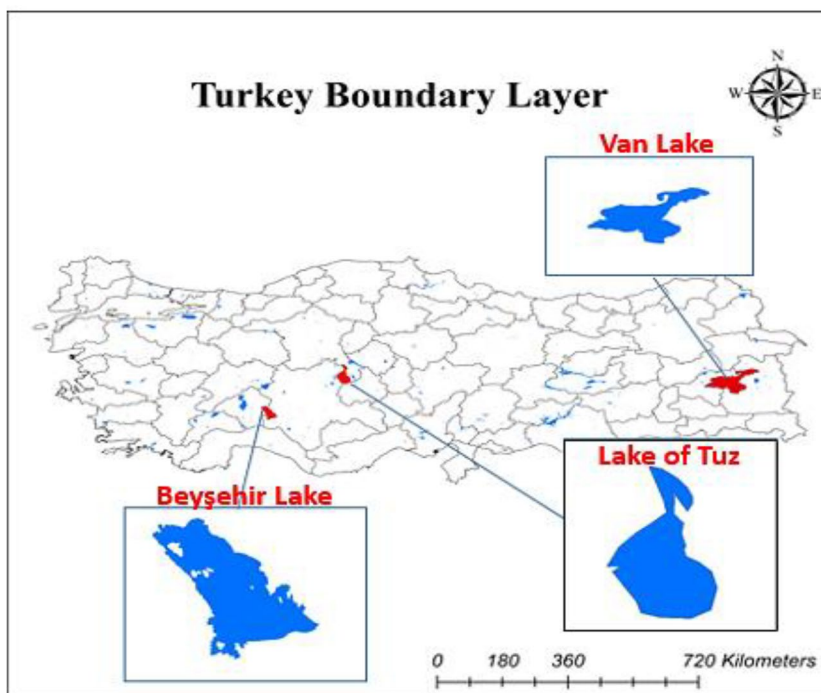 Turkey Boundary Layer
N
W E
S
Van Lake
Lake of Tuz
Beyşehir Lake
0 180 360 720 Kilometers